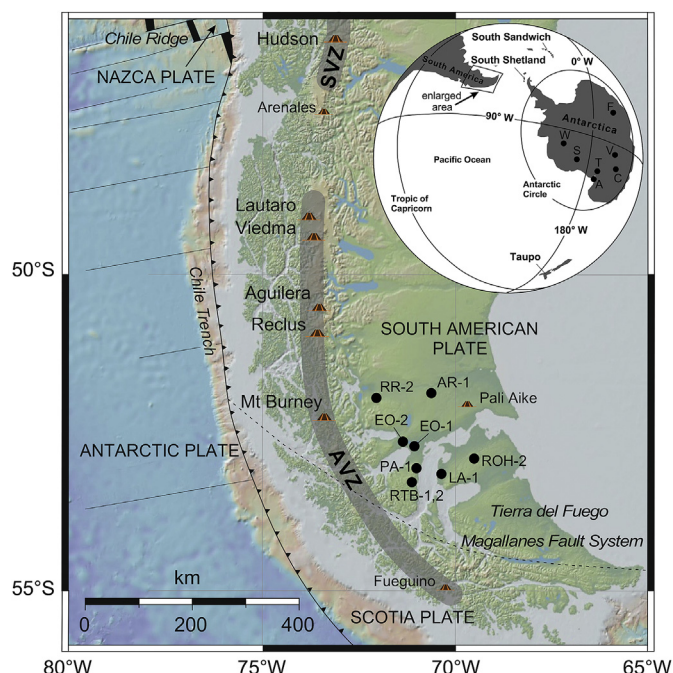 Chile Ridge
NAZCA PLATE
Hudson
SVZ
Arenales
Lautaro
Viedma
50°S
Chile Trench
Aguilera
Reclus
SOUTH AMERICAN
PLATE
RR-2
AR-1
Pali Aike
Mt Burney
EO-2
EO-1
ANTARCTIC PLATE
AVZ
PA-1
ROH-2
LA-1
RTB-1,2
Tierra del Fuego
Magallanes Fault System
Fueguino
55°S
km
0
200
400
SCOTIA PLATE
80°W
75°W
70°W
65°W
South Sandwich
South Shetland
0° W
South America
enlarged
area
90° W
Antarctica
F
W
S
V
T
C
A
Pacific Ocean
Antarctic
Circle
Tropic of
Capricorn
180° W
Taupo